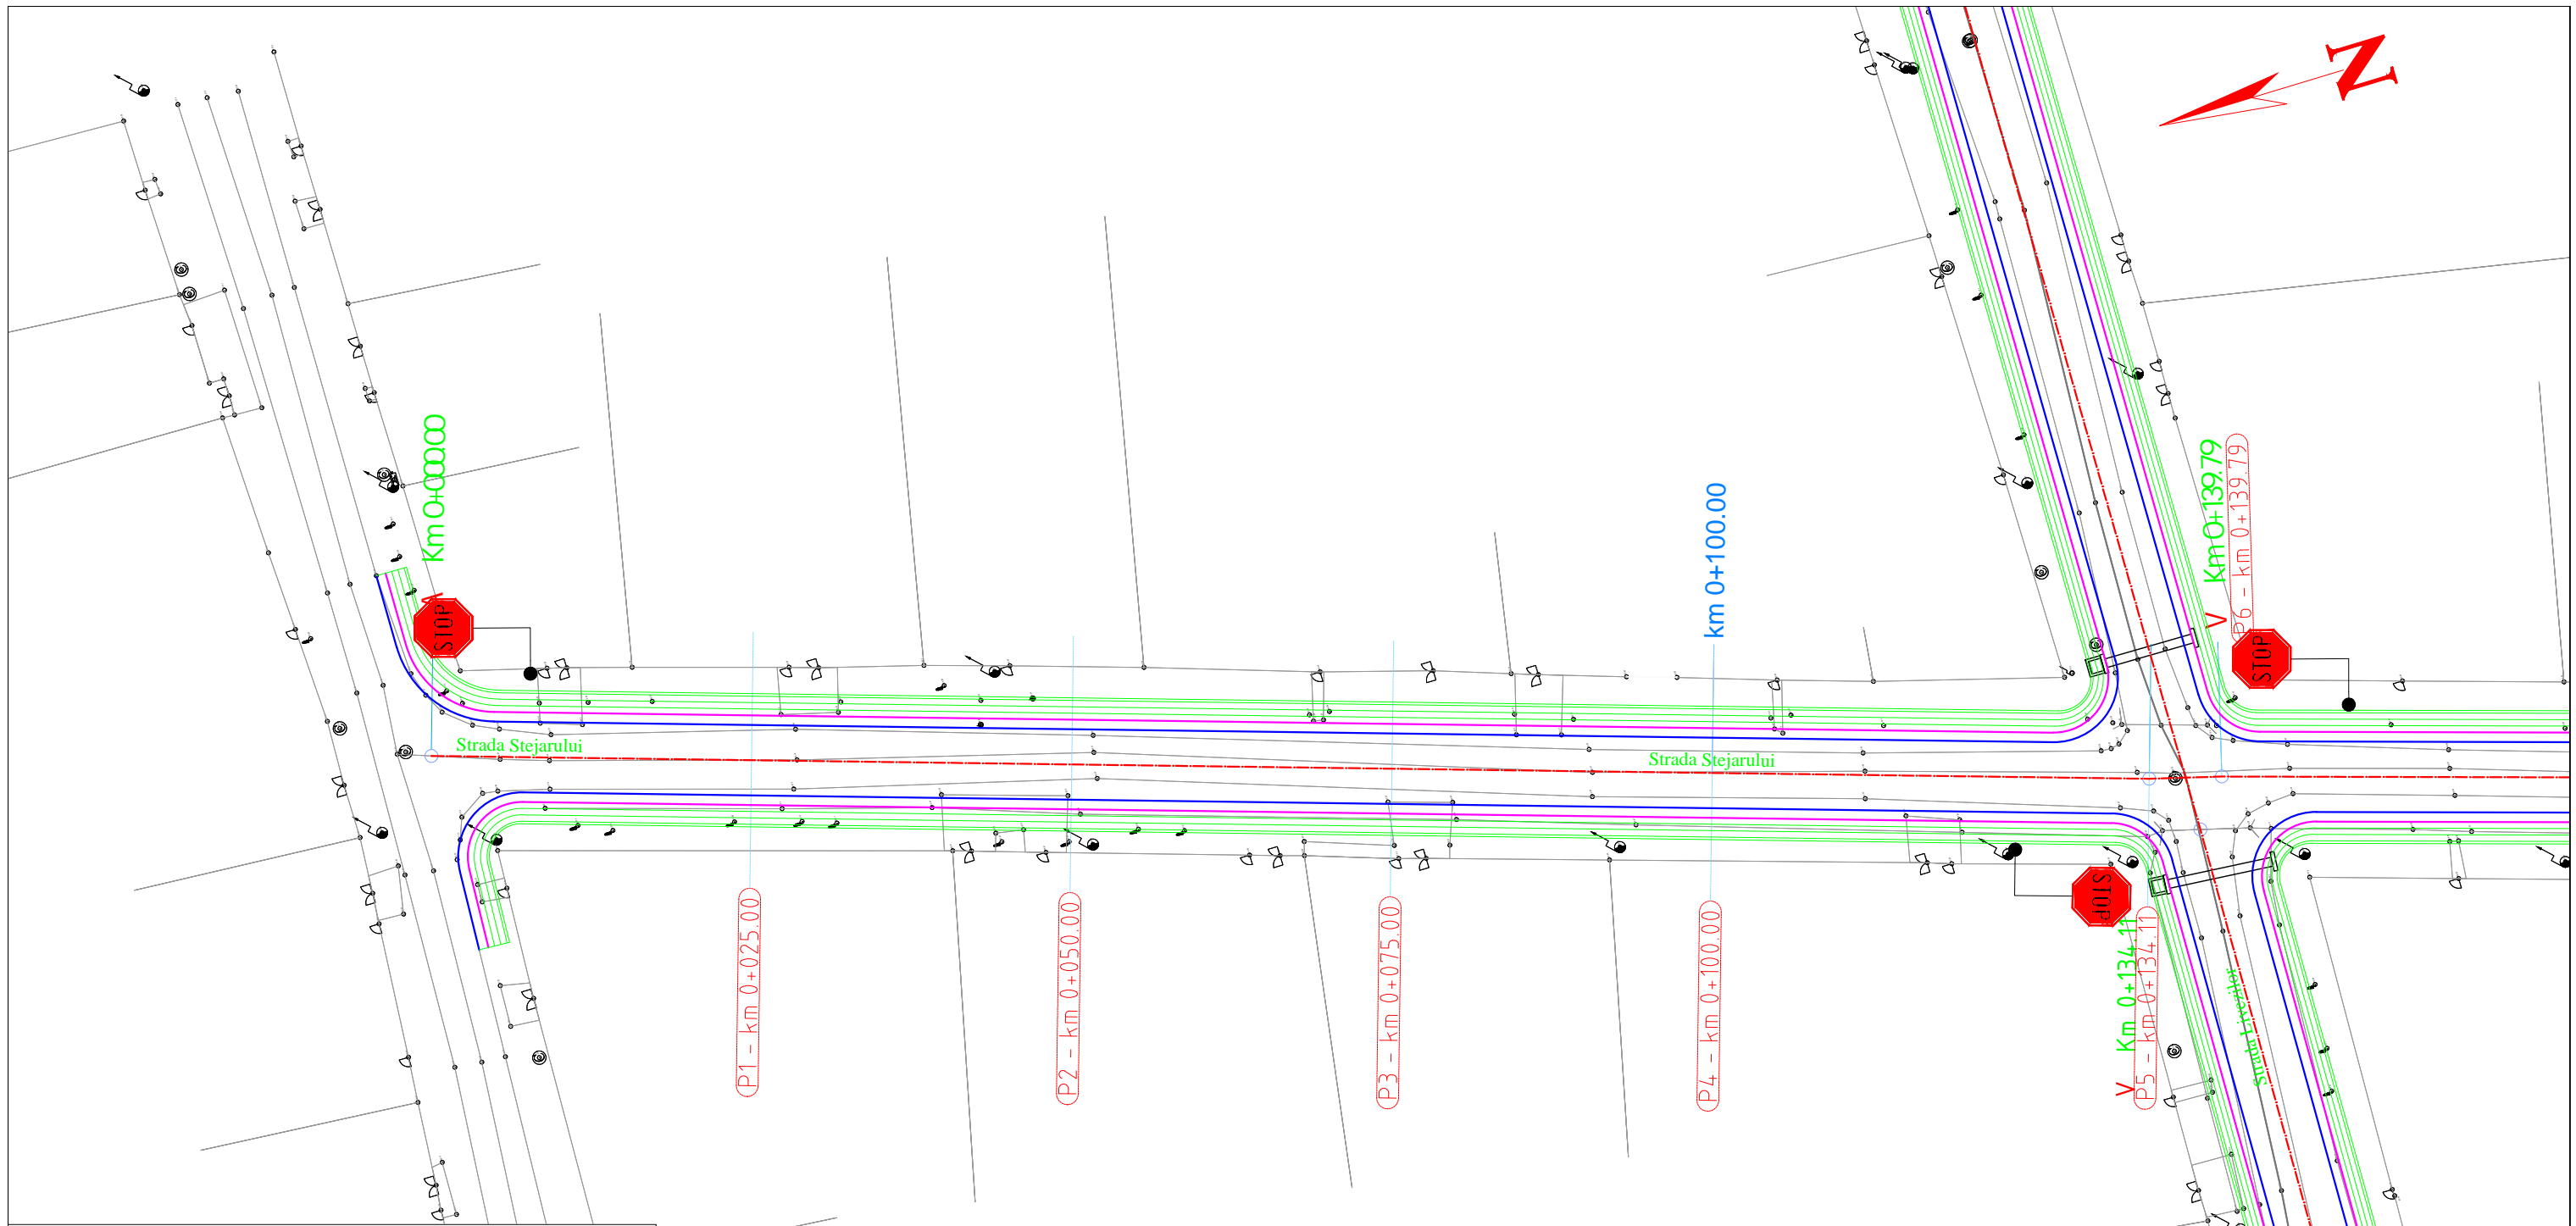 N
Km 0+000.00
STOP
Strada Stejarului
P1 - km 0+025.00
P2 - km 0+050.000
P3 - km 0+075.00
km 0+100.00
P4 - km 0+100.00
Strada Stejarului
Km 0+139.79
P6 - km 0+139.79
V
STOP
STOP
Km 0+134.11
P5 - km 0+134.11
V
Strada Livezilor